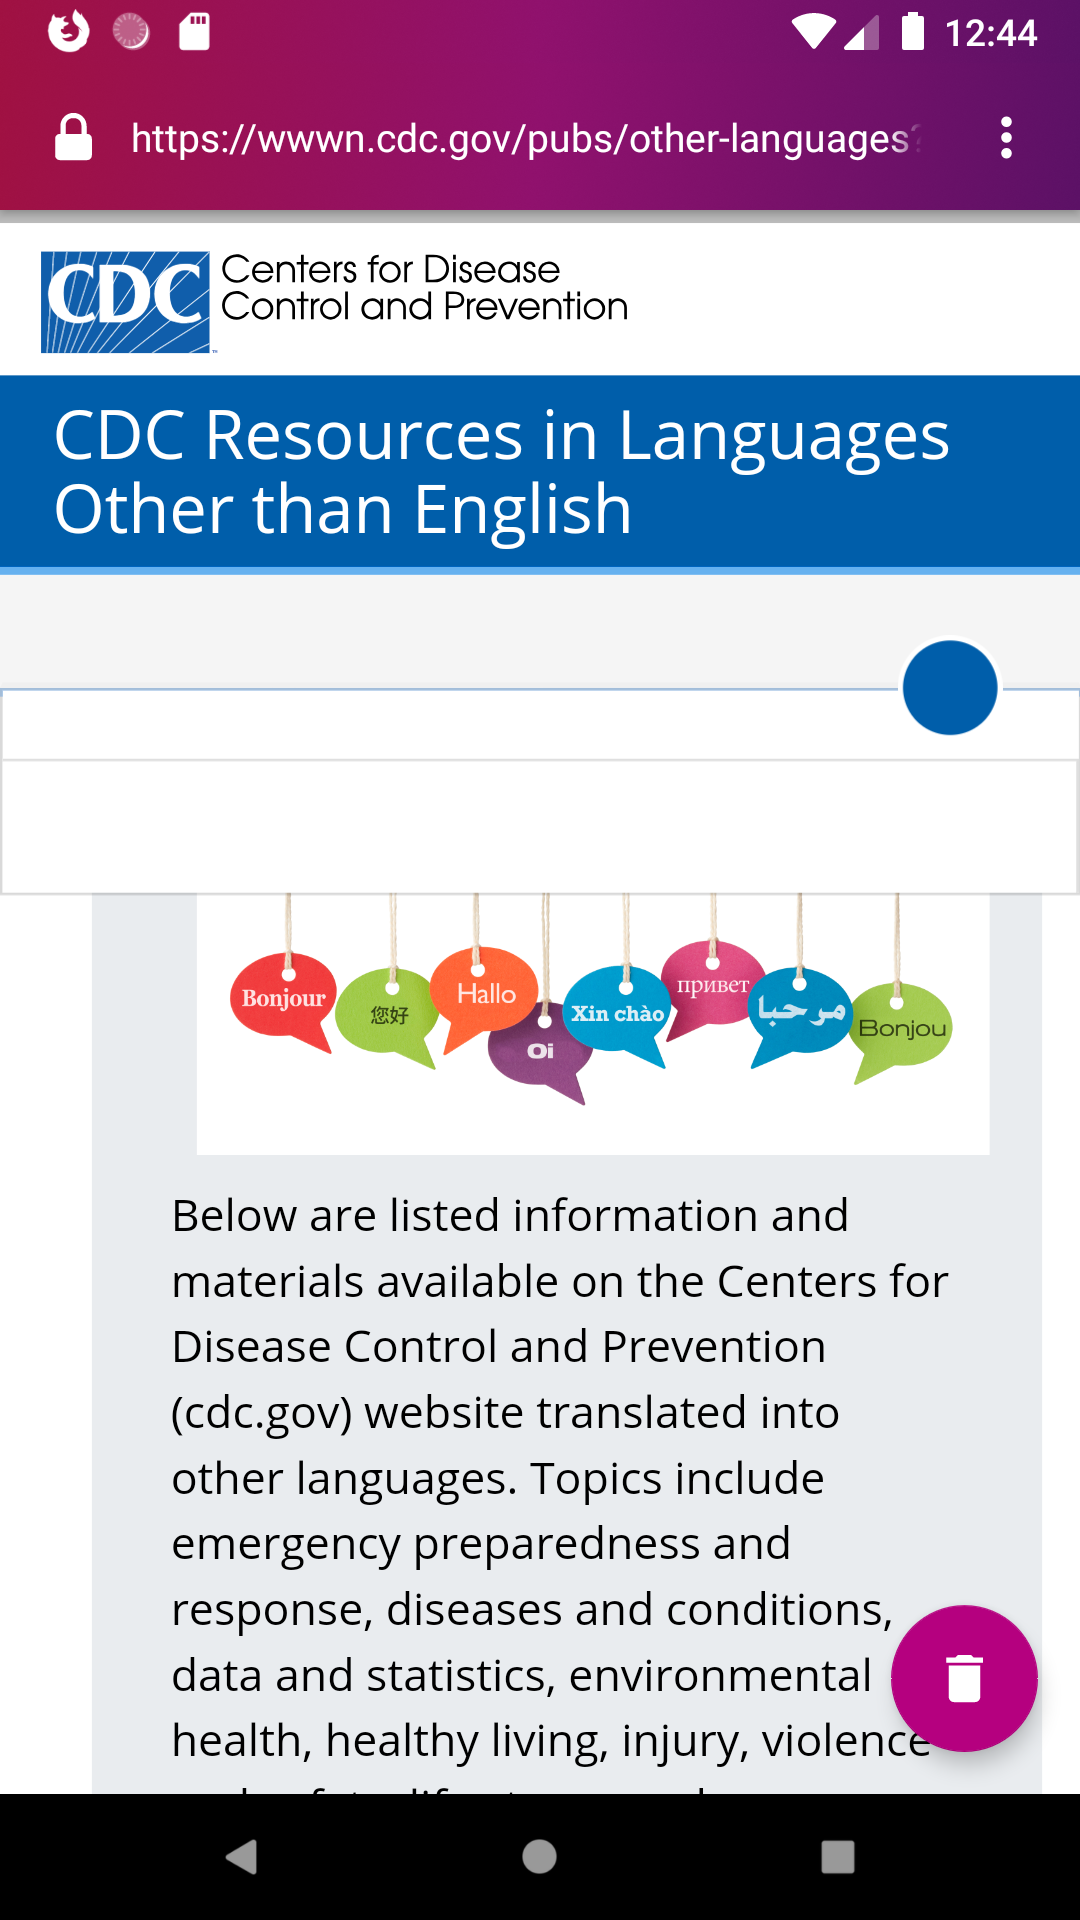 12:44
https://wwwn.cdc.gov/pubs/other-languages?
CDC
Centers for Disease
Control and Prevention
CDC Resources in Languages
Other than English
Bonjour
您好
Hallo
Oi
Xin chào
привет
مرحبا
Bonjou
Below are listed information and
materials available on the Centers for
Disease Control and Prevention
(cdc.gov) website translated into
other languages. Topics include
emergency preparedness and
response, diseases and conditions,
data and statistics, environmental
health, healthy living, injury, violence